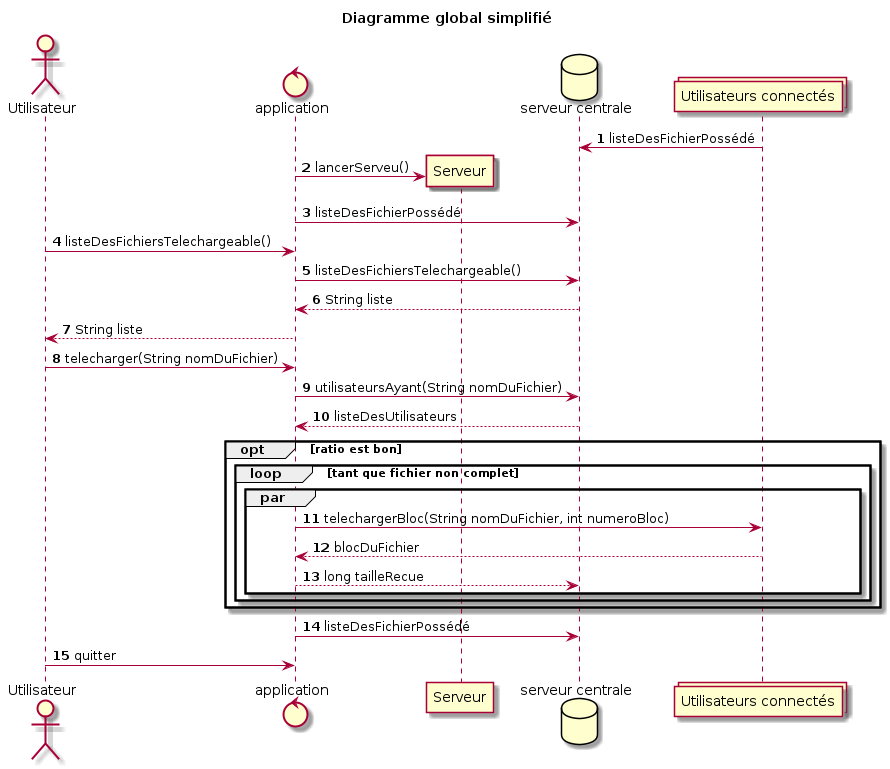 Diagramme global simplifié
Utilisateur
application
serveur centrale
Utilisateurs connectés
1 listeDesFichierPossédé
2 lancerServeu()
Serveur
3 listeDesFichierPossédé
4 listeDesFichiersTelechargeable()
5 listeDesFichiersTelechargeable()
6 String liste
7 String liste
8 telecharger(String nomDuFichier)
9 utilisateursAyant(String nomDuFichier)
10 listeDesUtilisateurs
opt [ratio est bon]
loop [tant que fichier non complet]
par
11 telechargerBloc(String nomDuFichier, int numeroBloc)
12 blocDuFichier
13 long tailleRecue
14 listeDesFichierPossédé
15 quitter
Utilisateur
application
Serveur
serveur centrale
Utilisateurs connectés